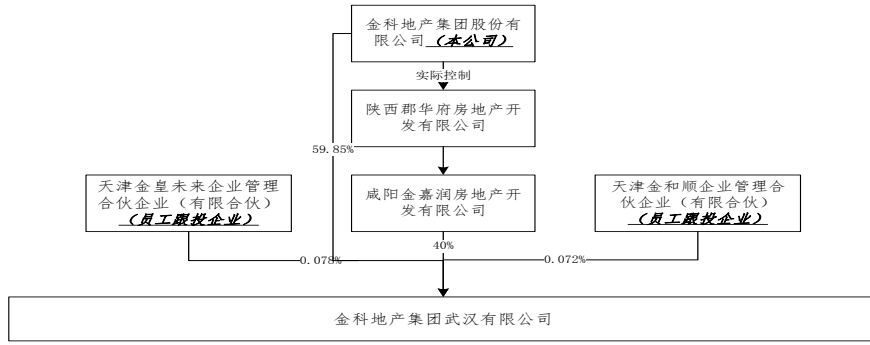 金科地产集团股份有
限公司（本公司）
实际控制
陕西郡华府房地产开
发有限公司
59.85%
天津金皇未来企业管理
合伙企业（有限合伙）
（员工跟投企业）
咸阳金嘉润房地产开
发有限公司
天津金和顺企业管理合
伙企业（有限合伙）
（员工跟投企业）
40%
0.078%
0.072%
金科地产集团武汉有限公司